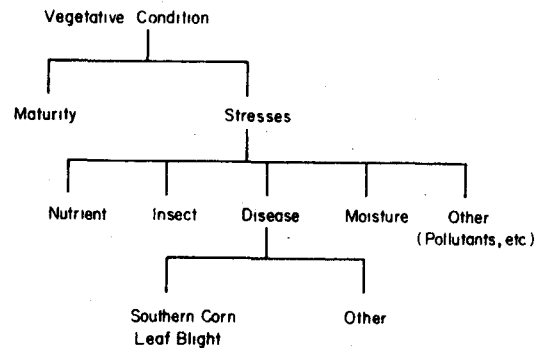 Vegetative Condition
Maturity Stresses
Nutrient Insect Disease Moisture Other
(Pollutants, etc)
Southern Corn Other
Leaf Blight